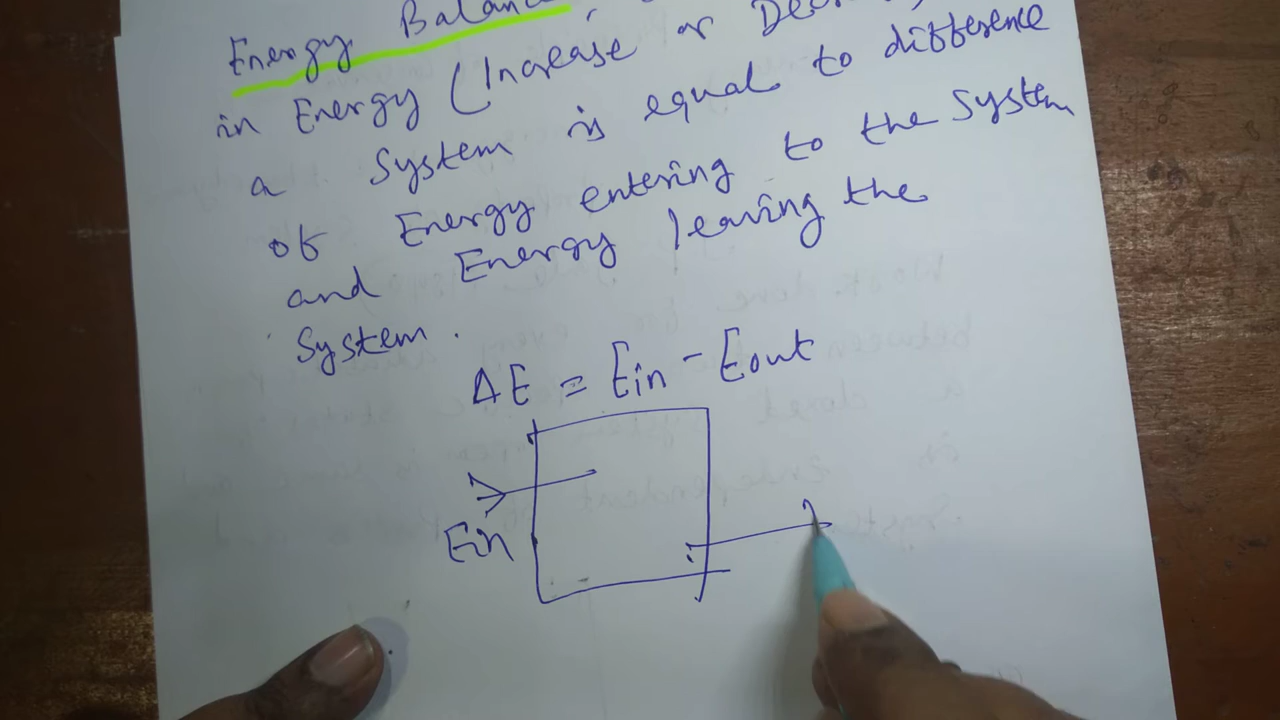 Energy Balance
in Energy (Increase or
a System is equal to difference
of Energy entering to the System
and Energy leaving the
System.
ΔE = Ein - Eout
Ein